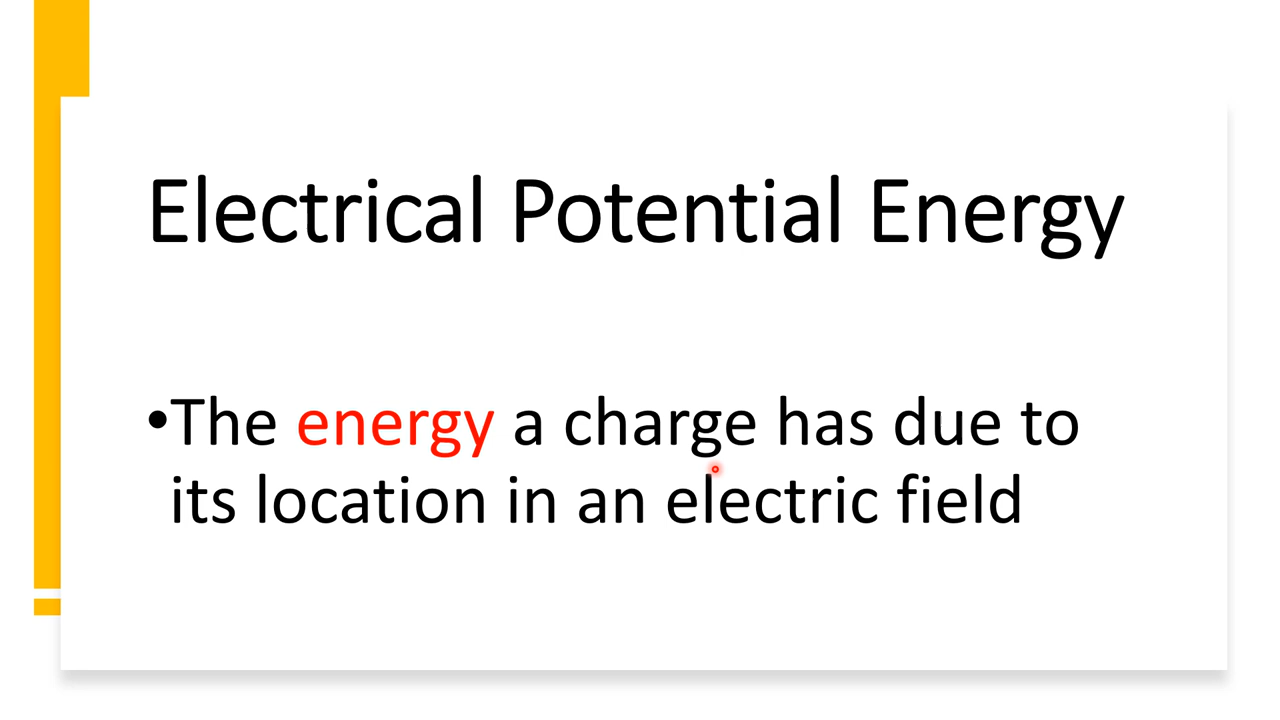 Electrical Potential Energy
•The energy a charge has due to
its location in an electric field